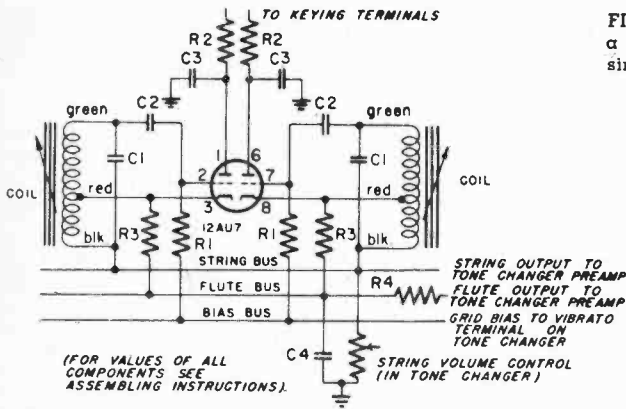 TO KEYING TERMINALS
FI
a
sin
R2
R2
C3
C3
green
C2
C2
green
C1
1
6
C1
2
7
COIL
red
3
8
red
COIL
R3
12AU7
R3
blk
R1
R1
blk
STRING BUS
STRING OUTPUT TO
TONE CHANGER PREAMP
R4
FLUTE BUS
FLUTE OUTPUT TO
TONE CHANGER PREAMP
BIAS BUS
GRID BIAS TO VIBRATO
TERMINAL ON
TONE CHANGER
C4
STRING VOLUME CONTROL
(IN TONE CHANGER)
(FOR VALUES OF ALL
COMPONENTS SEE
ASSEMBLING INSTRUCTIONS).